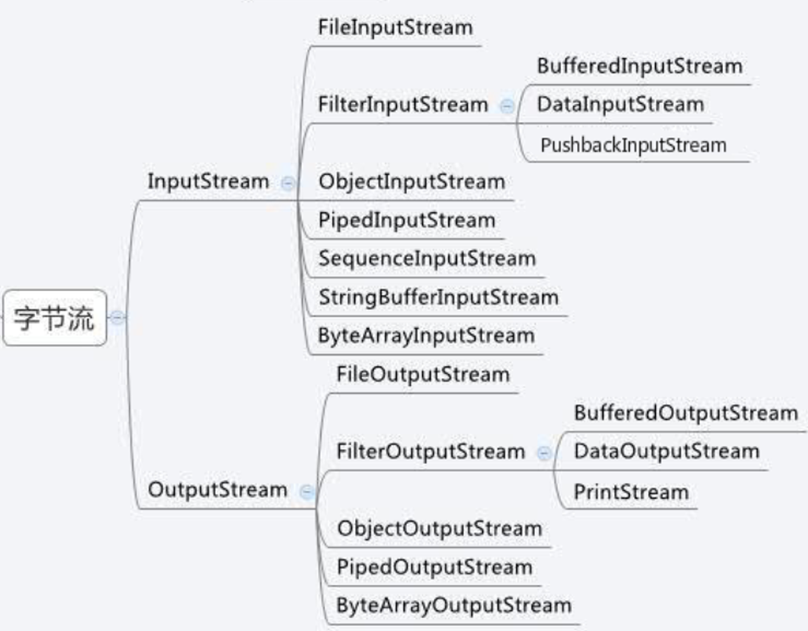 FileInputStream
BufferedInputStream
FilterInputStream
DataInputStream
PushbackInputStream
InputStream
ObjectInputStream
PipedInputStream
SequenceInputStream
StringBufferInputStream
字节流
ByteArrayInputStream
FileOutputStream
BufferedOutputStream
FilterOutputStream
DataOutputStream
OutputStream
PrintStream
ObjectOutputStream
PipedOutputStream
ByteArrayOutputStream